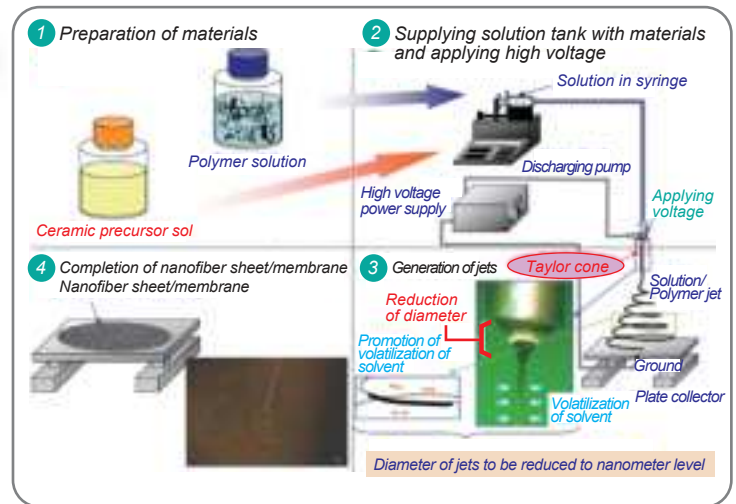 1 Preparation of materials
Polymer solution
Ceramic precursor sol
2 Supplying solution tank with materials
and applying high voltage
Solution in syringe
Discharging pump
High voltage
power supply
Applying
voltage
4 Completion of nanofiber sheet/membrane
Nanofiber sheet/membrane
3 Generation of jets
Taylor cone
Reduction
of diameter
Promotion of
volatilization of
solvent
Volatilization
of solvent
Solution/
Polymer jet
Ground
Plate collector
Diameter of jets to be reduced to nanometer level